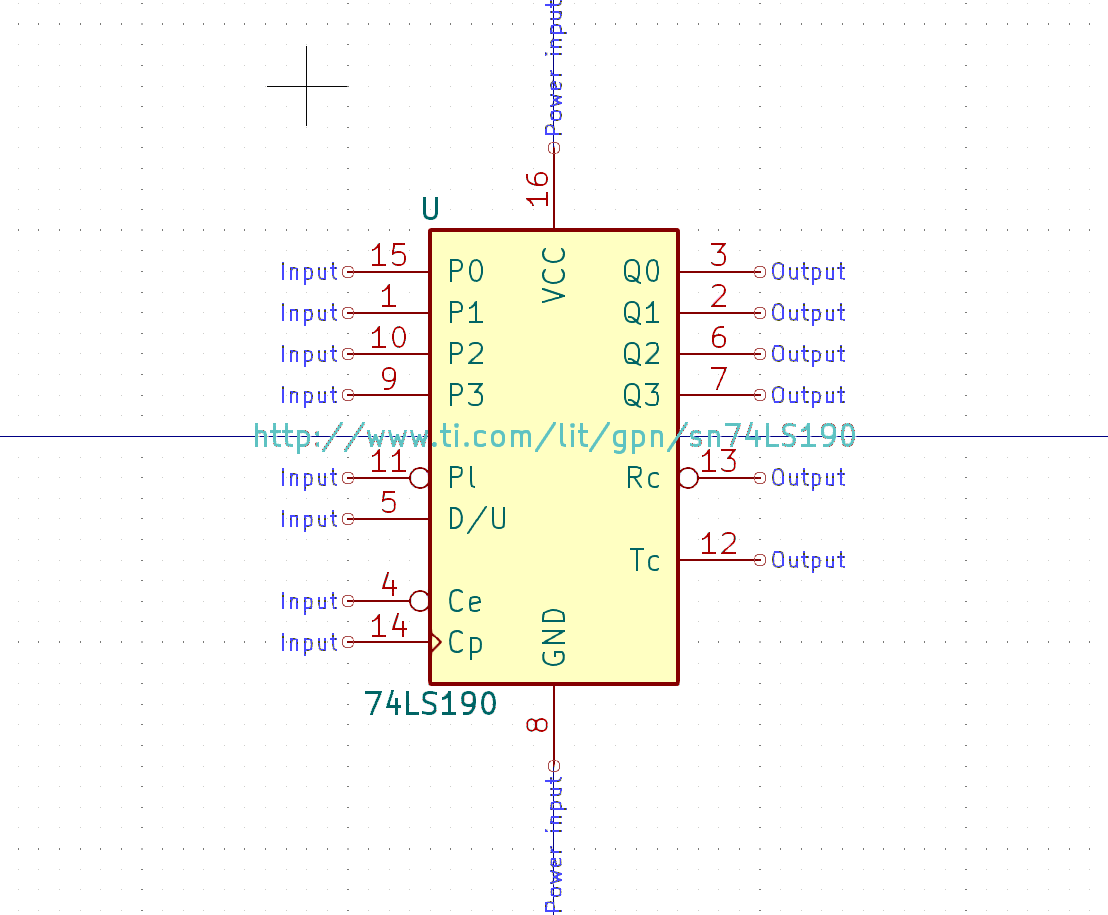 Power input
16
U
VCC
Input 15 P0 Q0 3 Output
Input 1 P1 Q1 2 Output
Input 10 P2 Q2 6 Output
Input 9 P3 Q3 7 Output
http://www.ti.com/lit/gpn/sn74LS190
Input 11 Pl Rc 13 Output
Input 5 D/U
Tc 12 Output
Input 4 Ce
Input 14 Cp
GND
74LS190
8
Power input